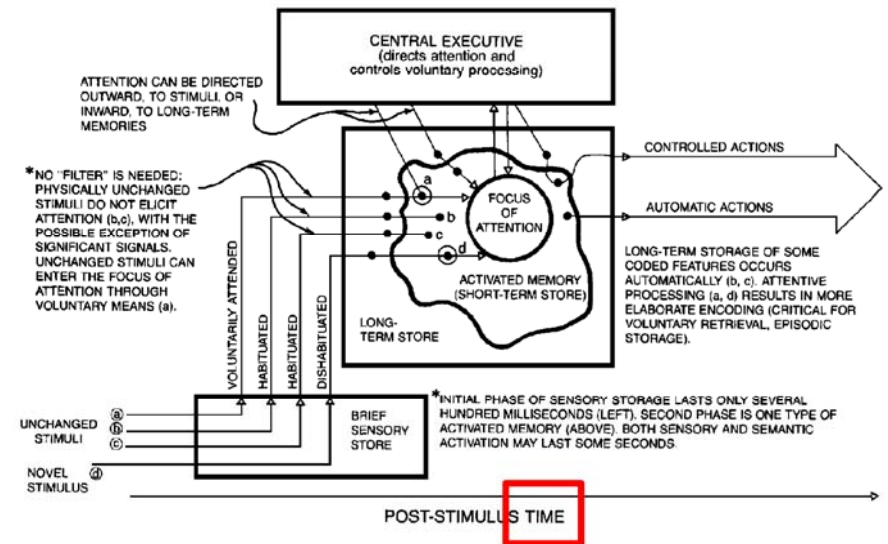 CENTRAL EXECUTIVE
(directs attention and
controls voluntary processing)
ATTENTION CAN BE DIRECTED
OUTWARD, TO STIMULI, OR
INWARD, TO LONG-TERM
MEMORIES
*NO "FILTER" IS NEEDED:
PHYSICALLY UNCHANGED
STIMULI DO NOT ELICIT
ATTENTION (b,c), WITH THE
POSSIBLE EXCEPTION OF
SIGNIFICANT SIGNALS.
UNCHANGED STIMULI CAN
ENTER THE FOCUS OF
ATTENTION THROUGH
VOLUNTARY MEANS (a).
a
b
c
d
FOCUS
OF
ATTENTION
ACTIVATED MEMORY
(SHORT-TERM STORE)
LONG-
TERM STORE
CONTROLLED ACTIONS
AUTOMATIC ACTIONS
LONG-TERM STORAGE OF SOME
CODED FEATURES OCCURS
AUTOMATICALLY (b, c). ATTENTIVE
PROCESSING (a, d) RESULTS IN MORE
ELABORATE ENCODING (CRITICAL FOR
VOLUNTARY RETRIEVAL, EPISODIC
STORAGE).
VOLUNTARILY ATTENDED
HABITUATED
HABITUATED
DISHABITUATED
UNCHANGED
STIMULI
a
b
c
NOVEL
STIMULUS
d
BRIEF
SENSORY
STORE
*INITIAL PHASE OF SENSORY STORAGE LASTS ONLY SEVERAL
HUNDRED MILLISECONDS (LEFT). SECOND PHASE IS ONE TYPE OF
ACTIVATED MEMORY (ABOVE). BOTH SENSORY AND SEMANTIC
ACTIVATION MAY LAST SOME SECONDS.
POST-STIMULUS TIME